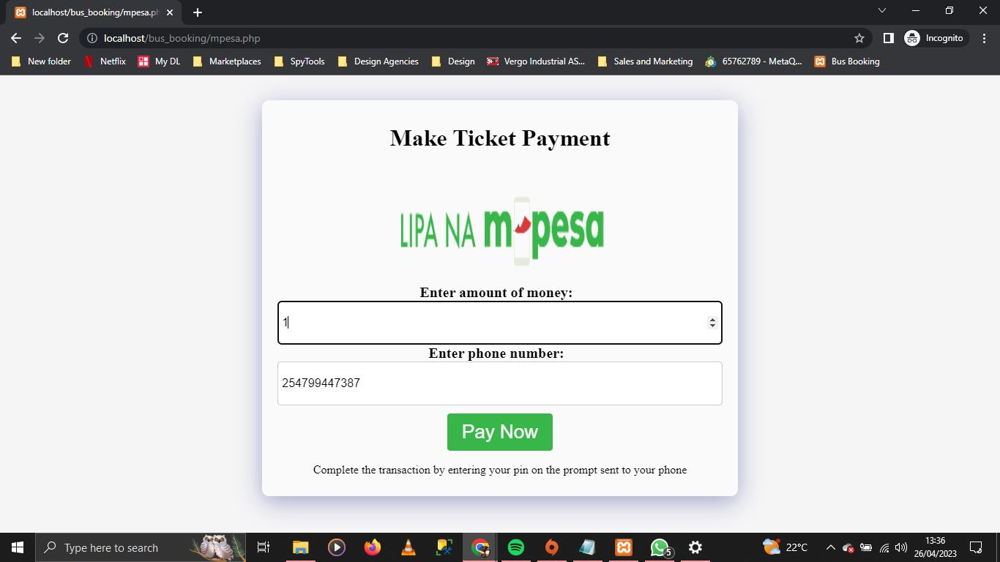 localhost/bus_booking/mpesa.ph
localhost/bus_booking/mpesa.php
Incognito
New folder
Netflix
My DL
Marketplaces
SpyTools
Design Agencies
Design
Vergo Industrial AS...
Sales and Marketing
65762789 - MetaQ...
Bus Booking
Make Ticket Payment
LIPA NA m-pesa
Enter amount of money:
1
Enter phone number:
254799447387
Pay Now
Complete the transaction by entering your pin on the prompt sent to your phone
Type here to search
5
22°C
13:36
26/04/2023